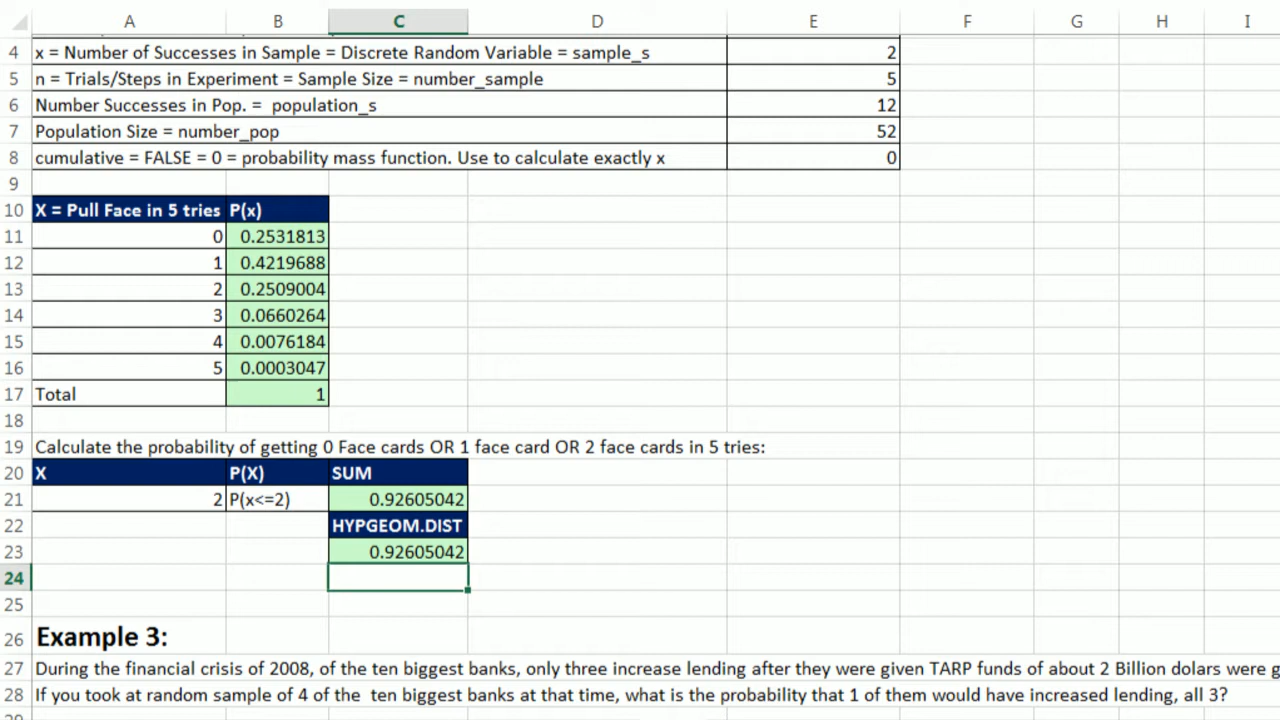 A B C D E F G H I
4 x = Number of Successes in Sample = Discrete Random Variable = sample_s 2
5 n = Trials/Steps in Experiment = Sample Size = number_sample 5
6 Number Successes in Pop. = population_s 12
7 Population Size = number_pop 52
8 cumulative = FALSE = 0 = probability mass function. Use to calculate exactly x 0
9
10 X = Pull Face in 5 tries P(x)
11 0 0.2531813
12 1 0.4219688
13 2 0.2509004
14 3 0.0660264
15 4 0.0076184
16 5 0.0003047
17 Total 1
18
19 Calculate the probability of getting 0 Face cards OR 1 face card OR 2 face cards in 5 tries:
20 X P(X) SUM
21 2 P(x<=2) 0.92605042
22 HYPGEOM.DIST
23 0.92605042
24
25
26 Example 3:
27 During the financial crisis of 2008, of the ten biggest banks, only three increase lending after they were given TARP funds of about 2 Billion dolars were g
28 If you took at random sample of 4 of the ten biggest banks at that time, what is the probability that 1 of them would have increased lending, all 3?